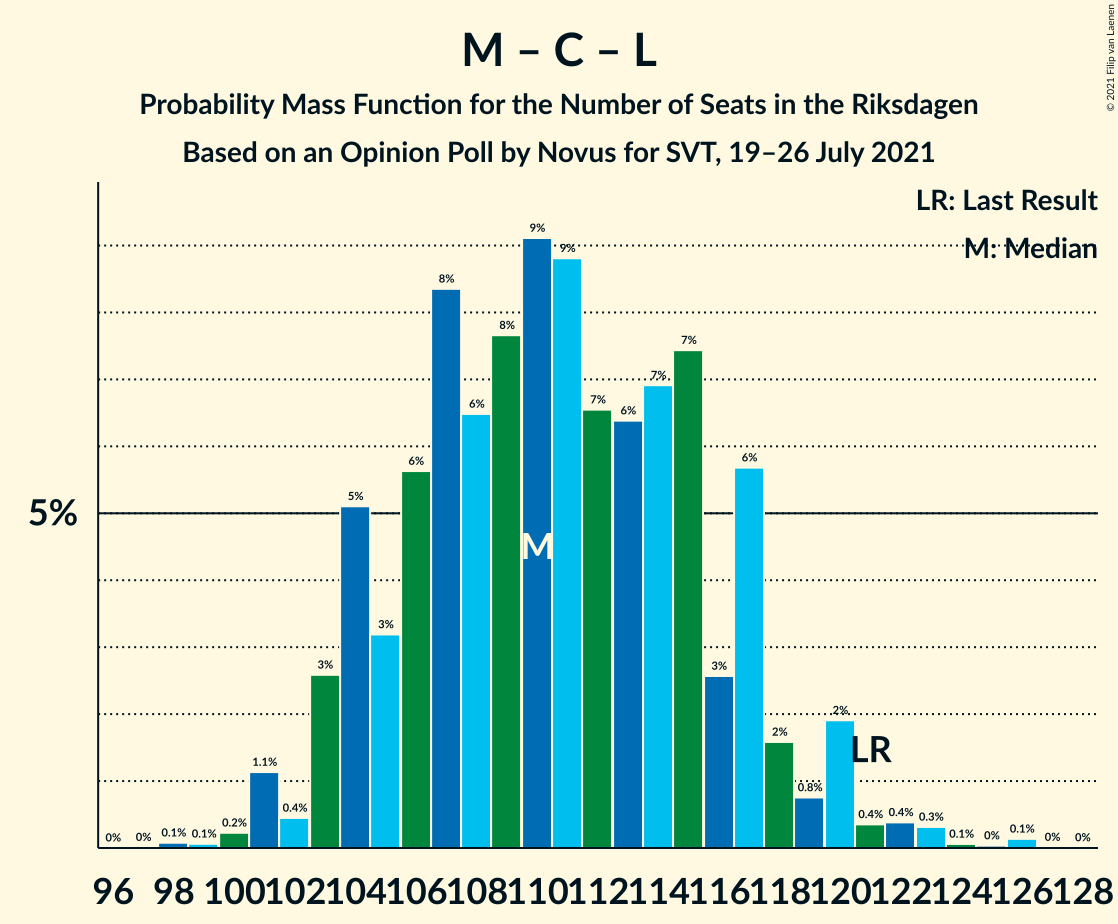 M – C – L
Probability Mass Function for the Number of Seats in the Riksdagen
Based on an Opinion Poll by Novus for SVT, 19–26 July 2021
© 2021 Filip van Laenen
LR: Last Result
M: Median
5%
0% 0% 0.1% 0.1% 0.2% 1.1% 0.4% 3% 5% 3% 6% 8% 6% 8% 9% 9% 7% 6% 7% 7% 3% 6% 2% 0.8% 2% 0.4% 0.4% 0.3% 0.1% 0% 0.1% 0% 0%
M
LR
96 98 100 102 104 106 108 110 112 114 116 118 120 122 124 126 128